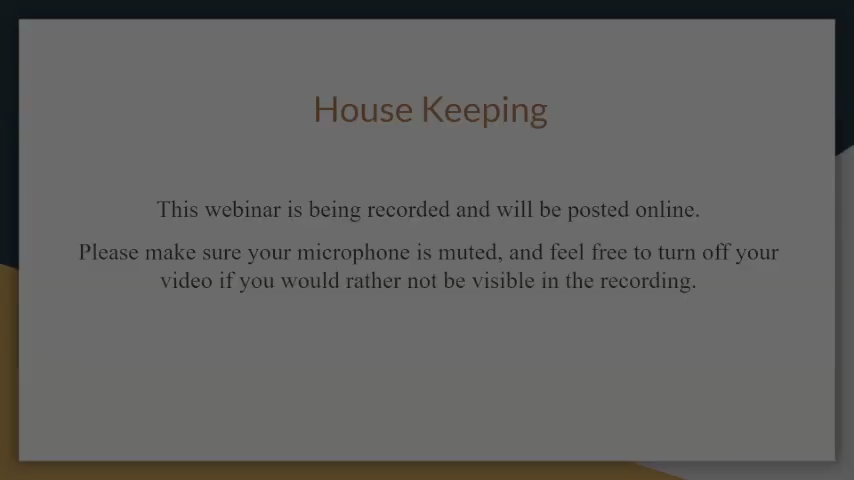 House Keeping
This webinar is being recorded and will be posted online.
Please make sure your microphone is muted, and feel free to turn off your
video if you would rather not be visible in the recording.